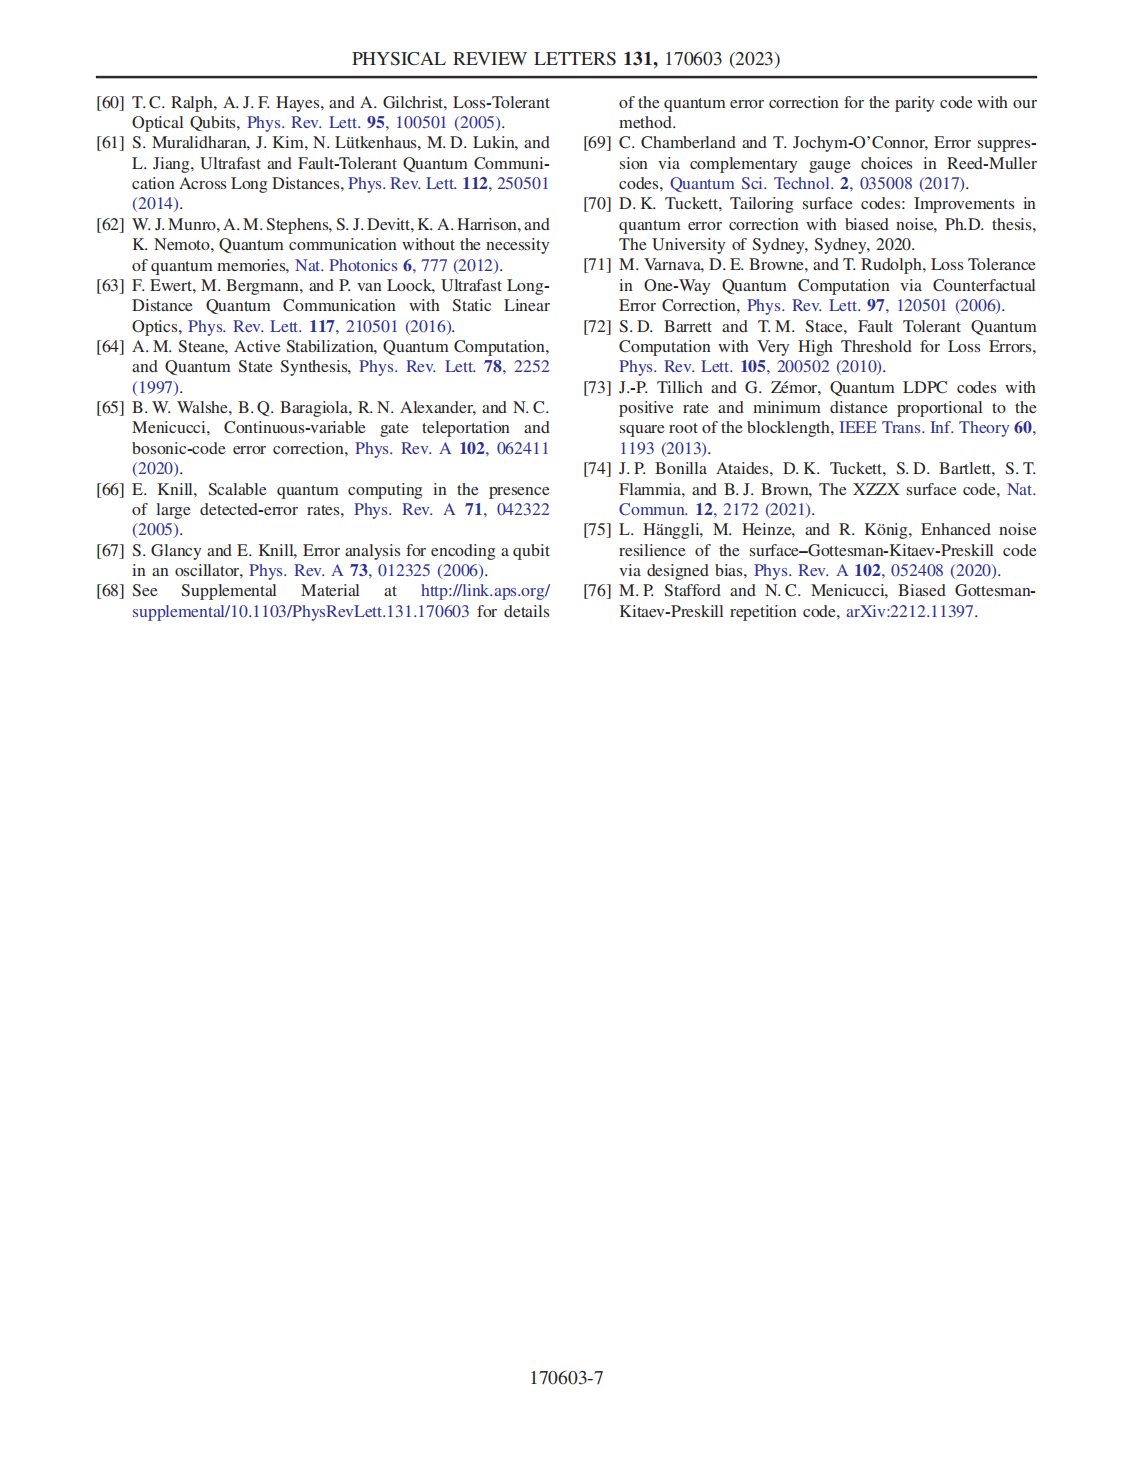 PHYSICAL REVIEW LETTERS 131, 170603 (2023)
[60] T. C. Ralph, A. J. F. Hayes, and A. Gilchrist, Loss-Tolerant
Optical Qubits, Phys. Rev. Lett. 95, 100501 (2005).
[61] S. Muralidharan, J. Kim, N. Lütkenhaus, M. D. Lukin, and
L. Jiang, Ultrafast and Fault-Tolerant Quantum Communi-
cation Across Long Distances, Phys. Rev. Lett. 112, 250501
(2014).
[62] W. J. Munro, A. M. Stephens, S. J. Devitt, K. A. Harrison, and
K. Nemoto, Quantum communication without the necessity
of quantum memories, Nat. Photonics 6, 777 (2012).
[63] F. Ewert, M. Bergmann, and P. van Loock, Ultrafast Long-
Distance Quantum Communication with Static Linear
Optics, Phys. Rev. Lett. 117, 210501 (2016).
[64] A. M. Steane, Active Stabilization, Quantum Computation,
and Quantum State Synthesis, Phys. Rev. Lett. 78, 2252
(1997).
[65] B. W. Walshe, B. Q. Baragiola, R. N. Alexander, and N. C.
Menicucci, Continuous-variable gate teleportation and
bosonic-code error correction, Phys. Rev. A 102, 062411
(2020).
[66] E. Knill, Scalable quantum computing in the presence
of large detected-error rates, Phys. Rev. A 71, 042322
(2005).
[67] S. Glancy and E. Knill, Error analysis for encoding a qubit
in an oscillator, Phys. Rev. A 73, 012325 (2006).
[68] See Supplemental Material at http://link.aps.org/
supplemental/10.1103/PhysRevLett.131.170603 for details
of the quantum error correction for the parity code with our
method.
[69] C. Chamberland and T. Jochym-O'Connor, Error suppres-
sion via complementary gauge choices in Reed-Muller
codes, Quantum Sci. Technol. 2, 035008 (2017).
[70] D. K. Tuckett, Tailoring surface codes: Improvements in
quantum error correction with biased noise, Ph.D. thesis,
The University of Sydney, Sydney, 2020.
[71] M. Varnava, D. E. Browne, and T. Rudolph, Loss Tolerance
in One-Way Quantum Computation via Counterfactual
Error Correction, Phys. Rev. Lett. 97, 120501 (2006).
[72] S. D. Barrett and T. M. Stace, Fault Tolerant Quantum
Computation with Very High Threshold for Loss Errors,
Phys. Rev. Lett. 105, 200502 (2010).
[73] J.-P. Tillich and G. Zémor, Quantum LDPC codes with
positive rate and minimum distance proportional to the
square root of the blocklength, IEEE Trans. Inf. Theory 60,
1193 (2013).
[74] J. P. Bonilla Ataides, D. K. Tuckett, S. D. Bartlett, S. T.
Flammia, and B. J. Brown, The XZZX surface code, Nat.
Commun. 12, 2172 (2021).
[75] L. Hänggli, M. Heinze, and R. König, Enhanced noise
resilience of the surface–Gottesman-Kitaev-Preskill code
via designed bias, Phys. Rev. A 102, 052408 (2020).
[76] M. P. Stafford and N. C. Menicucci, Biased Gottesman-
Kitaev-Preskill repetition code, arXiv:2212.11397.
170603-7